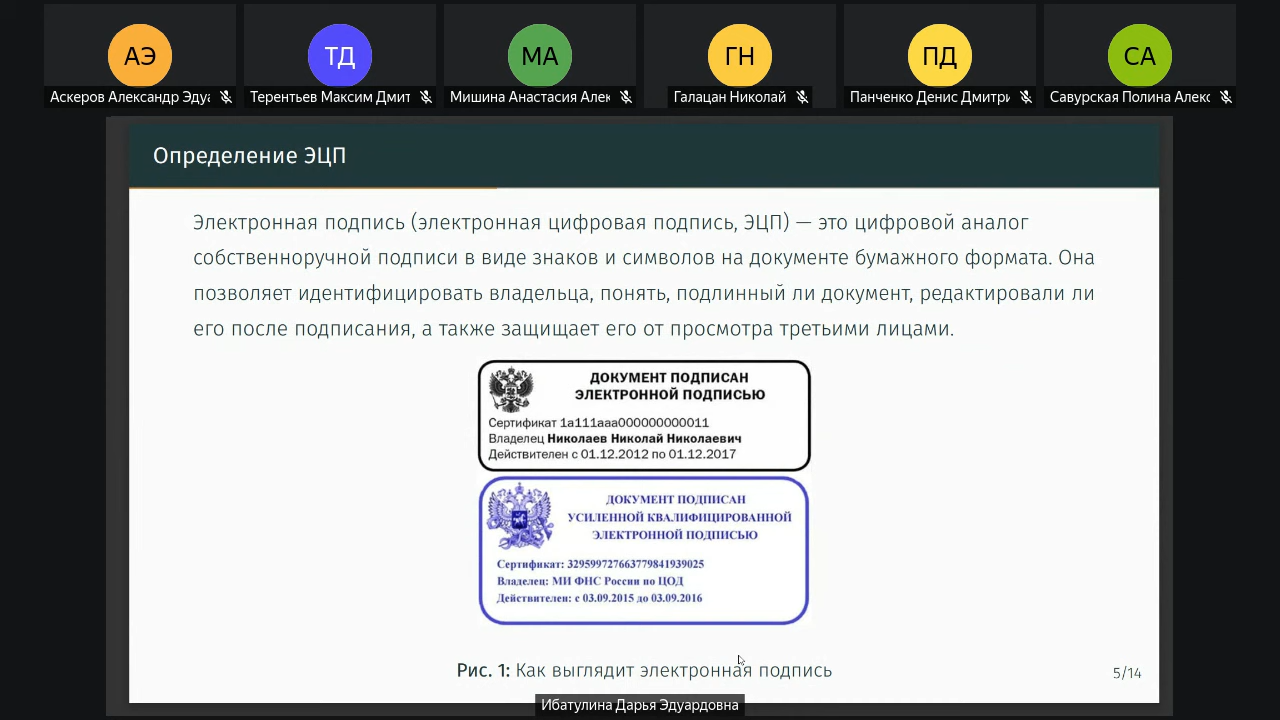 АЭ
ТД
МА
ГН
ПД
СА
Аскеров Александр Эдуа
Терентьев Максим Дмит
Мишина Анастасия Алек
Галацан Николай
Панченко Денис Дмитри
Савурская Полина Алекс
Определение ЭЦП
Электронная подпись (электронная цифровая подпись, ЭЦП) — это цифровой аналог
собственноручной подписи в виде знаков и символов на документе бумажного формата. Она
позволяет идентифицировать владельца, понять, подлинный ли документ, редактировали ли
его после подписания, а также защищает его от просмотра третьими лицами.
ДОКУМЕНТ ПОДПИСАН
ЭЛЕКТРОННОЙ ПОДПИСЬЮ
Сертификат 1а111ааа000000000011
Владелец Николаев Николай Николаевич
Действителен с 01.12.2012 по 01.12.2017
ДОКУМЕНТ ПОДПИСАН
УСИЛЕННОЙ КВАЛИФИЦИРОВАННОЙ
ЭЛЕКТРОННОЙ ПОДПИСЬЮ
Сертификат: 329599727663779841939025
Владелец: МИ ФНС России по ЦОД
Действителен: с 03.09.2015 до 03.09.2016
Рис. 1: Как выглядит электронная подпись
5/14
Ибатулина Дарья Эдуардовна